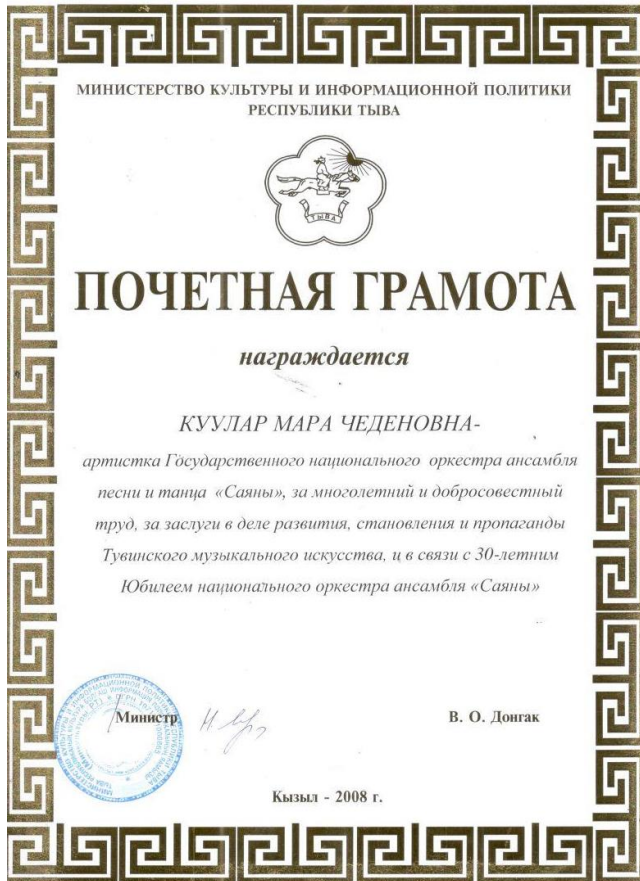 МИНИСТЕРСТВО КУЛЬТУРЫ И ИНФОРМАЦИОННОЙ ПОЛИТИКИ
РЕСПУБЛИКИ ТЫВА
ТЫВА
ПОЧЕТНАЯ ГРАМОТА
награждается
КУУЛАР МАРА ЧЕДЕНОВНА-
артистка Государственного национального оркестра ансамбля
песни и танца «Саяны», за многолетний и добросовестный
труд, за заслуги в деле развития, становления и пропаганды
Тувинского музыкального искусства, и в связи с 30-летним
Юбилеем национального оркестра ансамбля «Саяны»
Министр
В. О. Донгак
Кызыл - 2008 г.